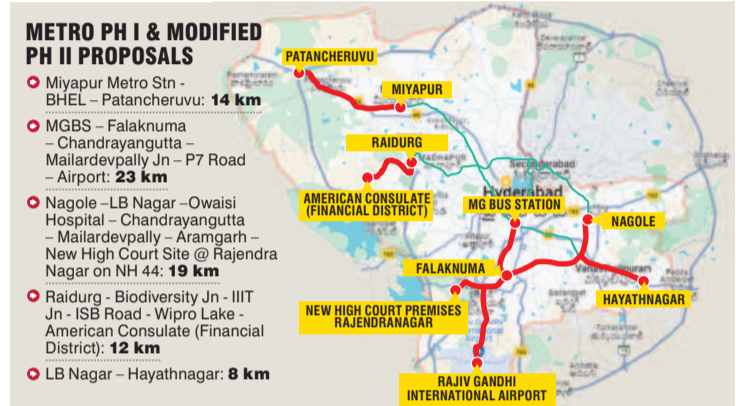 METRO PH I & MODIFIED
PH II PROPOSALS
Miyapur Metro Stn -
BHEL – Patancheruvu: 14 km
MGBS – Falaknuma
– Chandrayangutta –
Mailardevpally Jn – P7 Road
– Airport: 23 km
Nagole –LB Nagar –Owaisi
Hospital – Chandrayangutta
– Mailardevpally – Aramgarh –
New High Court Site @ Rajendra
Nagar on NH 44: 19 km
Raidurg - Biodiversity Jn - IIIT
Jn - ISB Road - Wipro Lake -
American Consulate (Financial
District): 12 km
LB Nagar – Hayathnagar: 8 km
PATANCHERUVU
MIYAPUR
RAIDURG
Secunderabad
AMERICAN CONSULATE
(FINANCIAL DISTRICT)
Hyderabad
MG BUS STATION
NAGOLE
FALAKNUMA
HAYATHNAGAR
NEW HIGH COURT PREMISES
RAJENDRANAGAR
RAJIV GANDHI
INTERNATIONAL AIRPORT